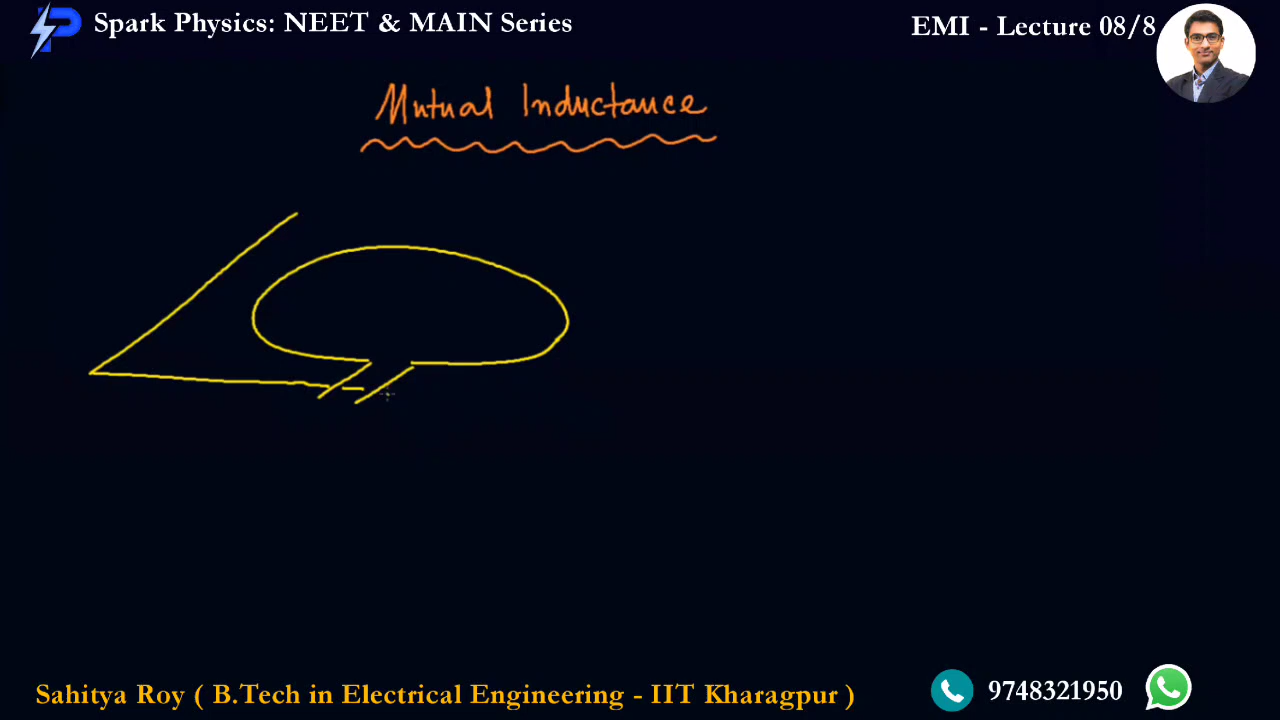 Spark Physics: NEET & MAIN Series
EMI - Lecture 08/8
Mutual Inductance
Sahitya Roy ( B.Tech in Electrical Engineering - IIT Kharagpur )
9748321950